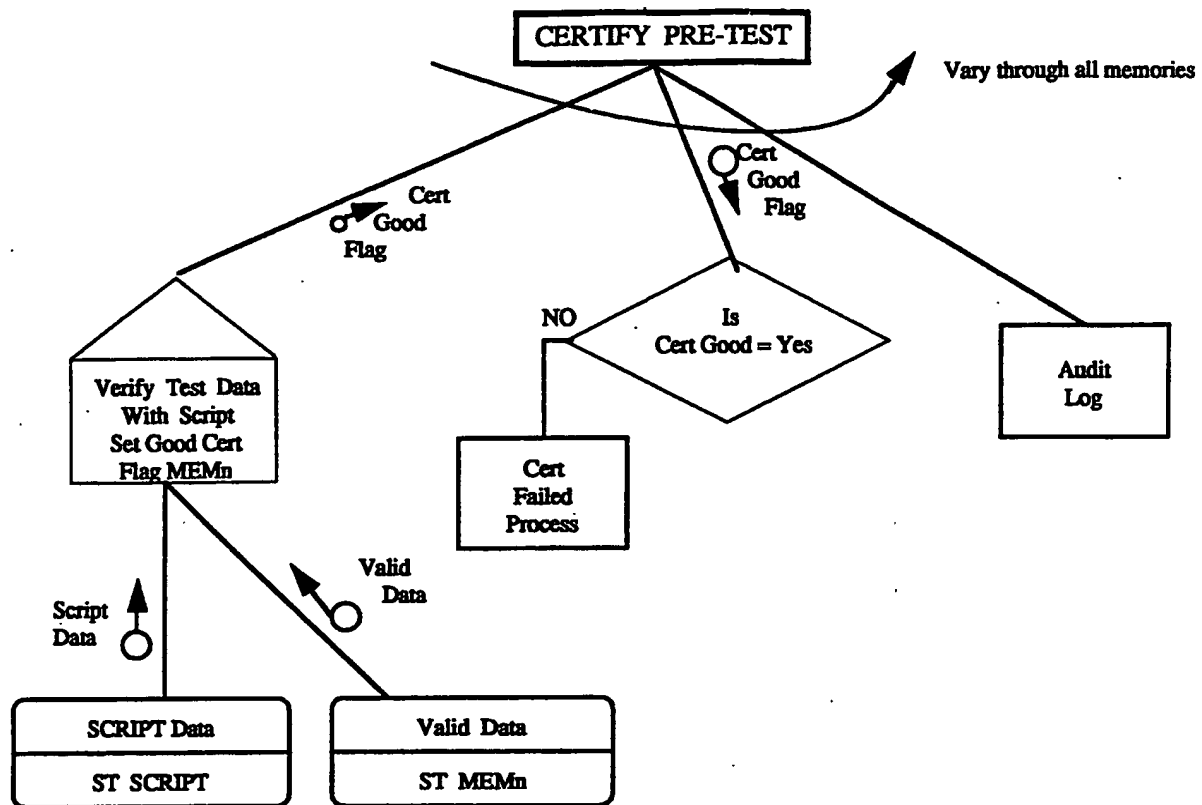 CERTIFY PRE-TEST
Vary through all memories
Cert
Good
Flag
Cert
Good
Flag
Verify Test Data
With Script
Set Good Cert
Flag MEMn
NO
Is
Cert Good = Yes
Cert
Failed
Process
Audit
Log
Script
Data
Valid
Data
SCRIPT Data
ST SCRIPT
Valid Data
ST MEMn